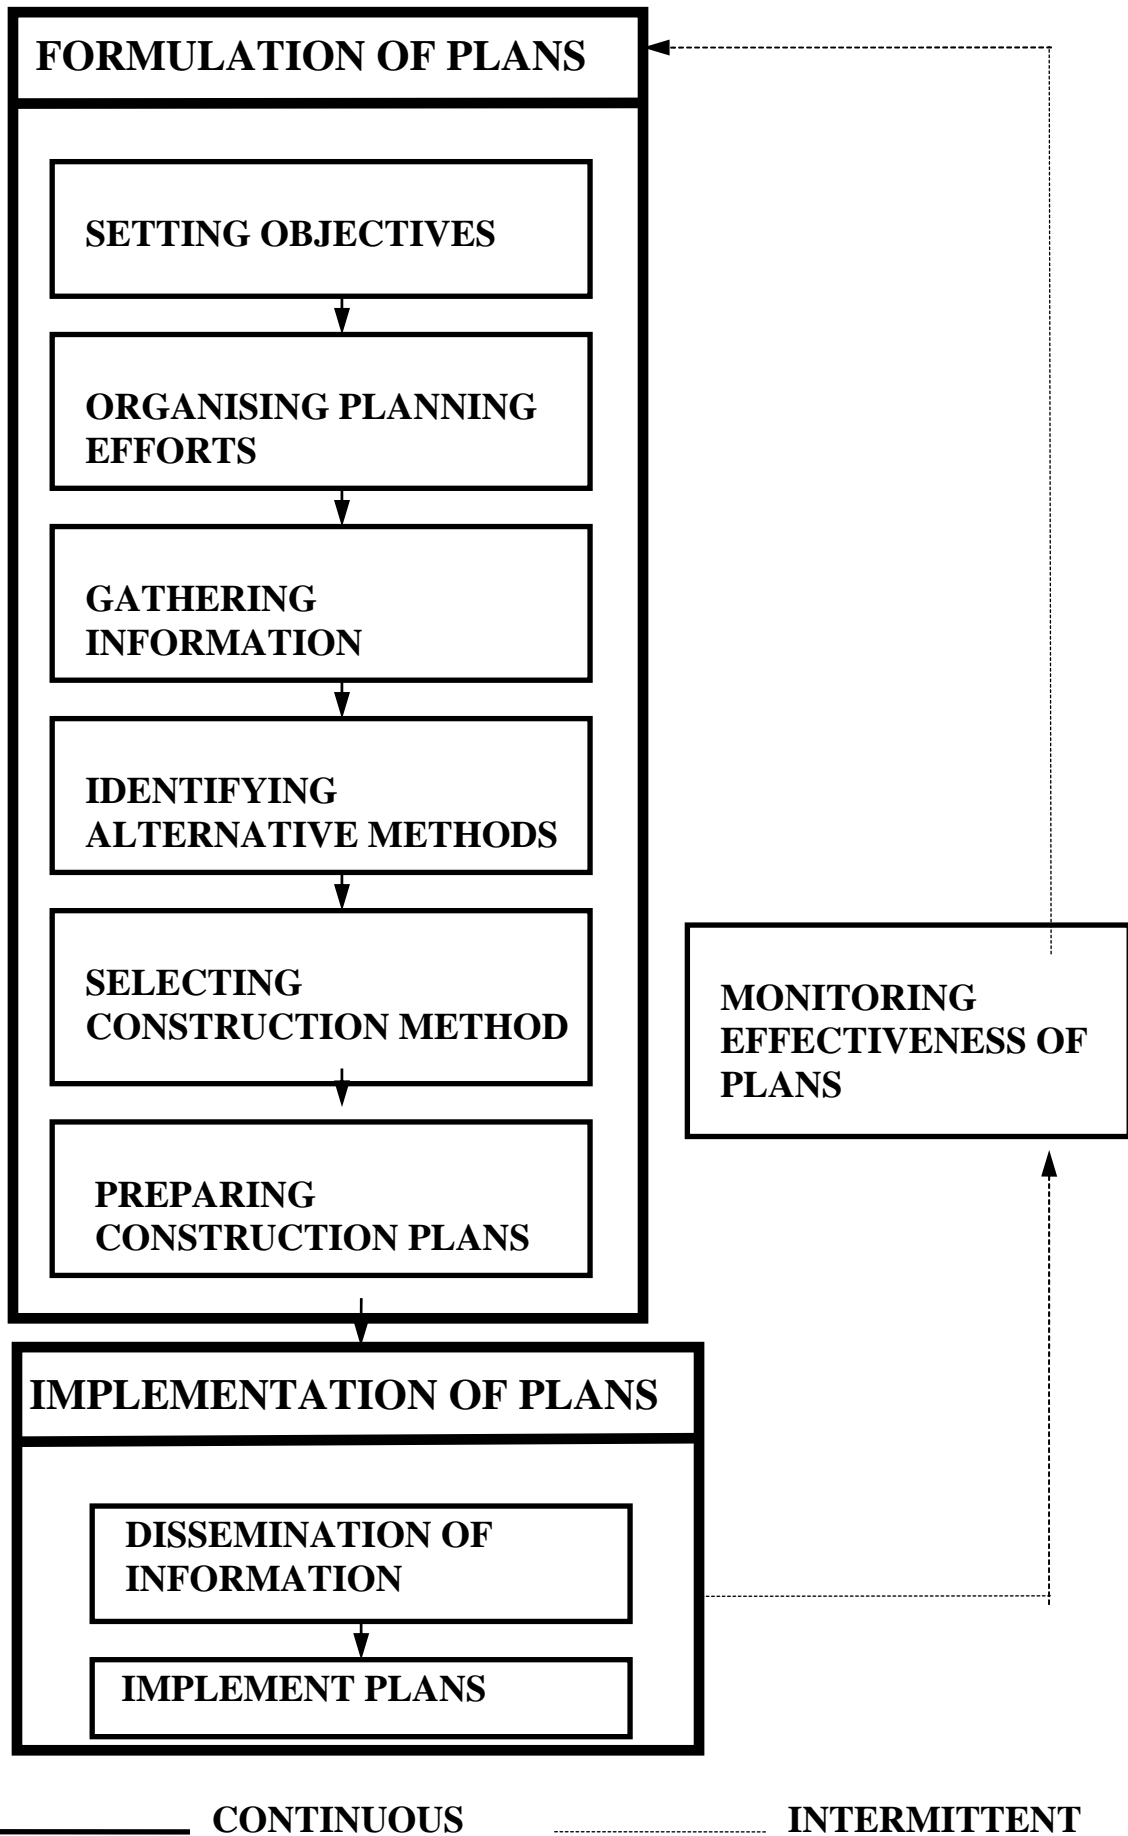 FORMULATION OF PLANS
SETTING OBJECTIVES
ORGANISING PLANNING
EFFORTS
GATHERING
INFORMATION
IDENTIFYING
ALTERNATIVE METHODS
SELECTING
CONSTRUCTION METHOD
MONITORING
EFFECTIVENESS OF
PLANS
PREPARING
CONSTRUCTION PLANS
IMPLEMENTATION OF PLANS
DISSEMINATION OF
INFORMATION
IMPLEMENT PLANS
CONTINUOUS
INTERMITTENT